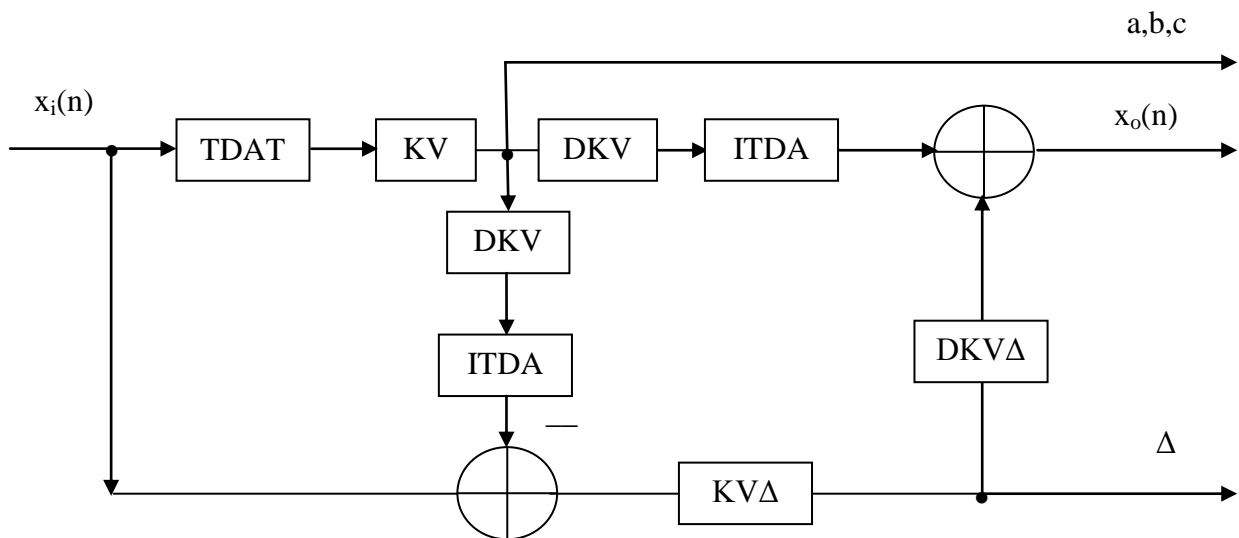 a,b,c
xᵢ(n)
xₒ(n)
TDAT
KV
DKV
ITDA
DKV
ITDA
DKVΔ
—
Δ
KVΔ